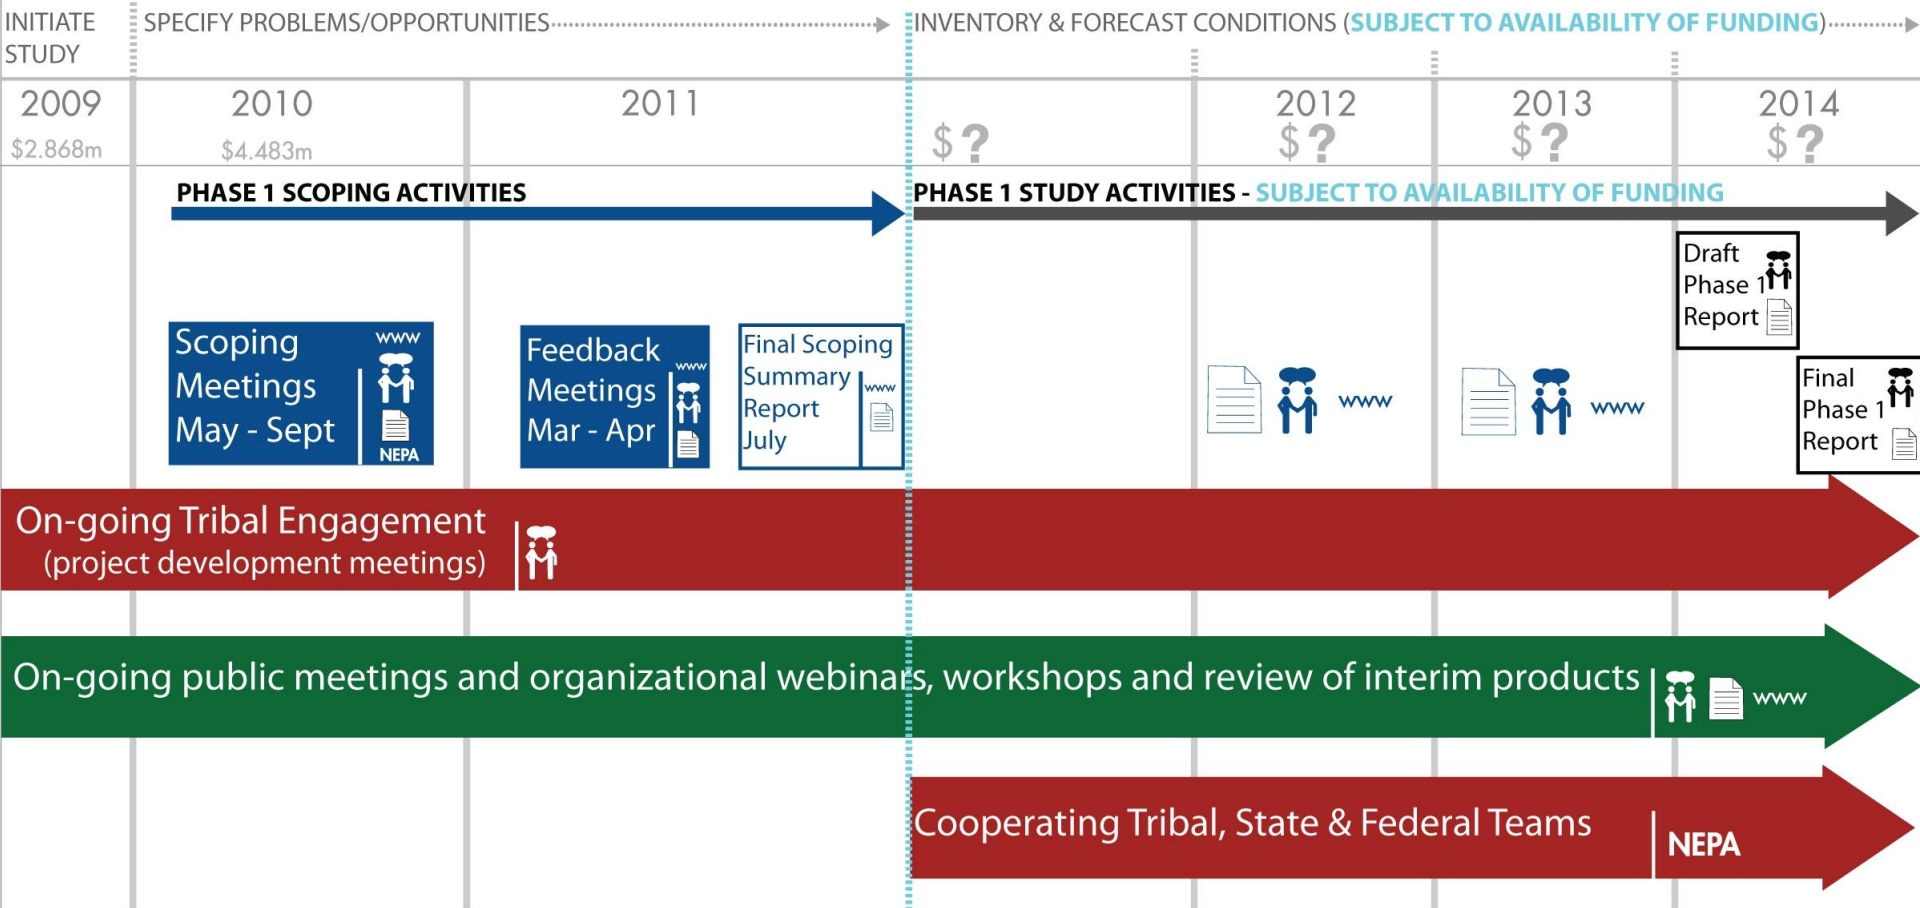 INITIATE
STUDY
SPECIFY PROBLEMS/OPPORTUNITIES
INVENTORY & FORECAST CONDITIONS (SUBJECT TO AVAILABILITY OF FUNDING)
2009
2010
2011
2012
2013
2014
$2.868m
$4.483m
$?
$?
$?
$?
PHASE 1 SCOPING ACTIVITIES
PHASE 1 STUDY ACTIVITIES - SUBJECT TO AVAILABILITY OF FUNDING
Draft
Phase 1
Report
Scoping
Meetings
May - Sept
www
NEPA
Feedback
Meetings
Mar - Apr
www
Final Scoping
Summary
Report
July
www
www
www
Final
Phase 1
Report
On-going Tribal Engagement
(project development meetings)
On-going public meetings and organizational webinars, workshops and review of interim products
www
Cooperating Tribal, State & Federal Teams
NEPA